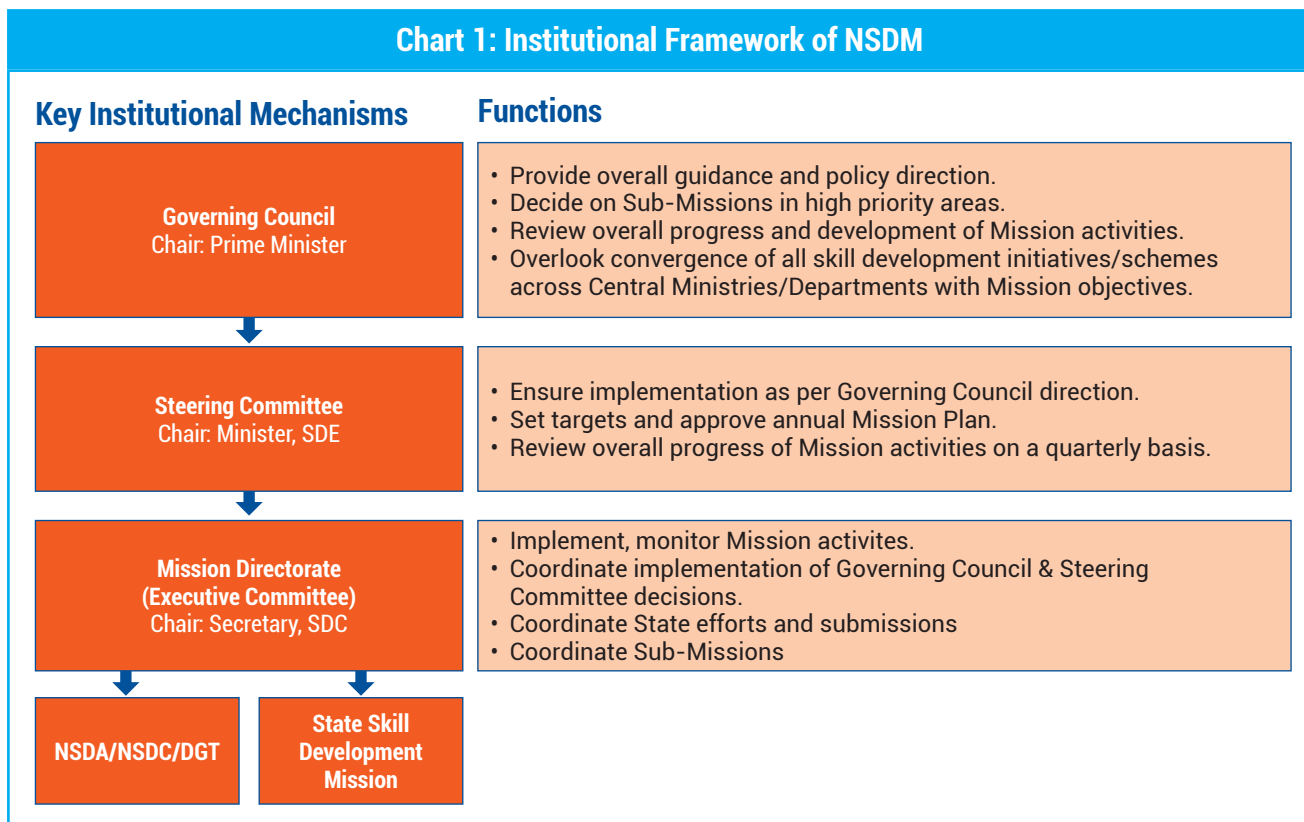 Chart 1: Institutional Framework of NSDM
Key Institutional Mechanisms
Functions
Governing Council
Chair: Prime Minister
• Provide overall guidance and policy direction.
• Decide on Sub-Missions in high priority areas.
• Review overall progress and development of Mission activities.
• Overlook convergence of all skill development initiatives/schemes
across Central Ministries/Departments with Mission objectives.
Steering Committee
Chair: Minister, SDE
• Ensure implementation as per Governing Council direction.
• Set targets and approve annual Mission Plan.
• Review overall progress of Mission activities on a quarterly basis.
Mission Directorate
(Executive Committee)
Chair: Secretary, SDC
• Implement, monitor Mission activites.
• Coordinate implementation of Governing Council & Steering
Committee decisions.
• Coordinate State efforts and submissions
• Coordinate Sub-Missions
NSDA/NSDC/DGT
State Skill
Development
Mission